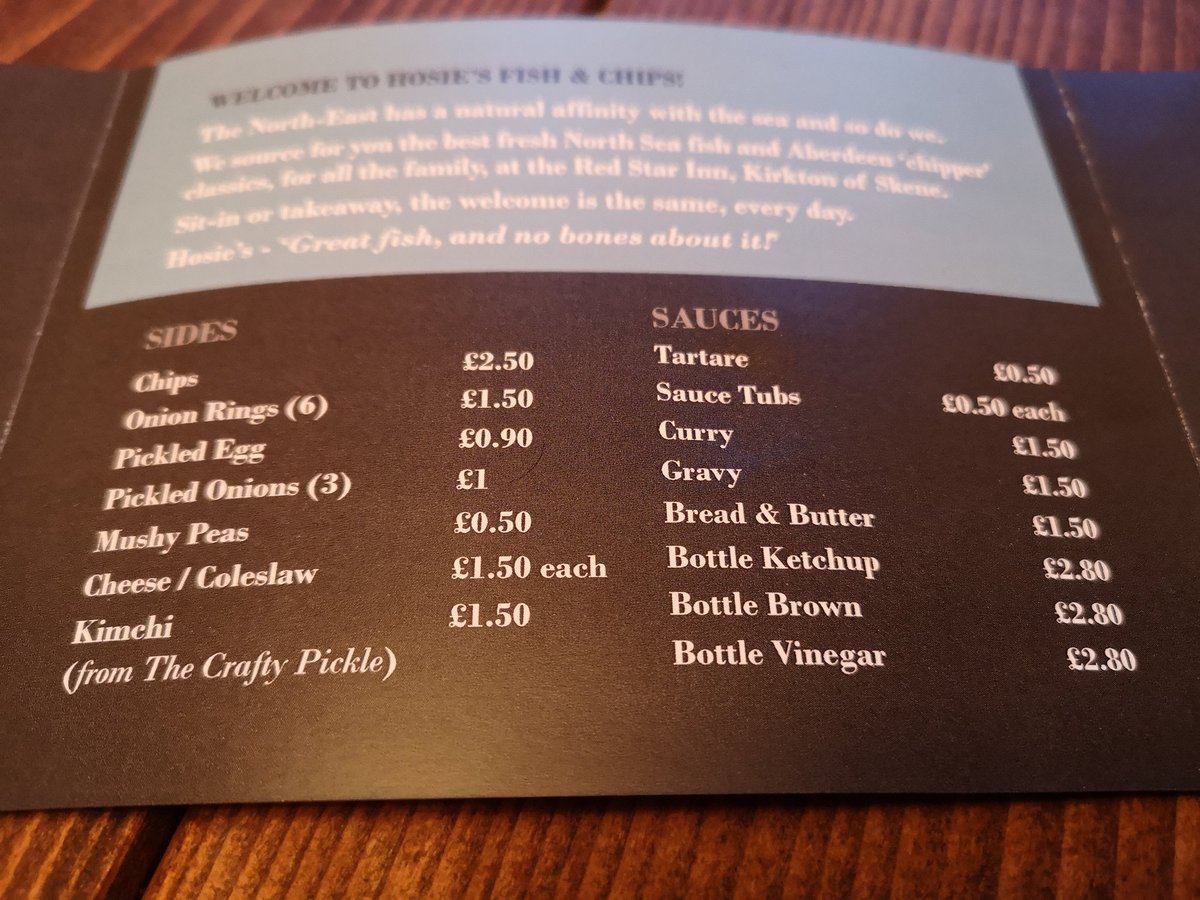 WELCOME TO HOSIE'S FISH & CHIPS!
The North-East has a natural affinity with the sea and so do we.
We source for you the best fresh North Sea fish and Aberdeen 'chipper'
classics, for all the family, at the Red Star Inn, Kirkton of Skene.
Sit-in or takeaway, the welcome is the same, every day.
Hosie's - 'Great fish, and no bones about it!'
SIDES
Chips £2.50
Onion Rings (6) £1.50
Pickled Egg £0.90
Pickled Onions (3) £1
Mushy Peas £0.50
Cheese / Coleslaw £1.50 each
Kimchi £1.50
(from The Crafty Pickle)
SAUCES
Tartare £0.50
Sauce Tubs £0.50 each
Curry £1.50
Gravy £1.50
Bread & Butter £1.50
Bottle Ketchup £2.80
Bottle Brown £2.80
Bottle Vinegar £2.80